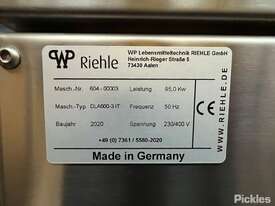 WP Riehle
WP Lebensmitteltechnik RIEHLE GmbH
Heinrich-Rieger-Straße 5
73430 Aalen
Masch.-Nr. 604-00003 Leistung 95,0 Kw
Masch.-Typ DLA600-3 IT Frequenz 50 Hz
Baujahr 2020 Spannung 230/400 V
+49 (0) 7361 / 5580-2020
Made in Germany
WWW.RIEHLE.DE
Pickles